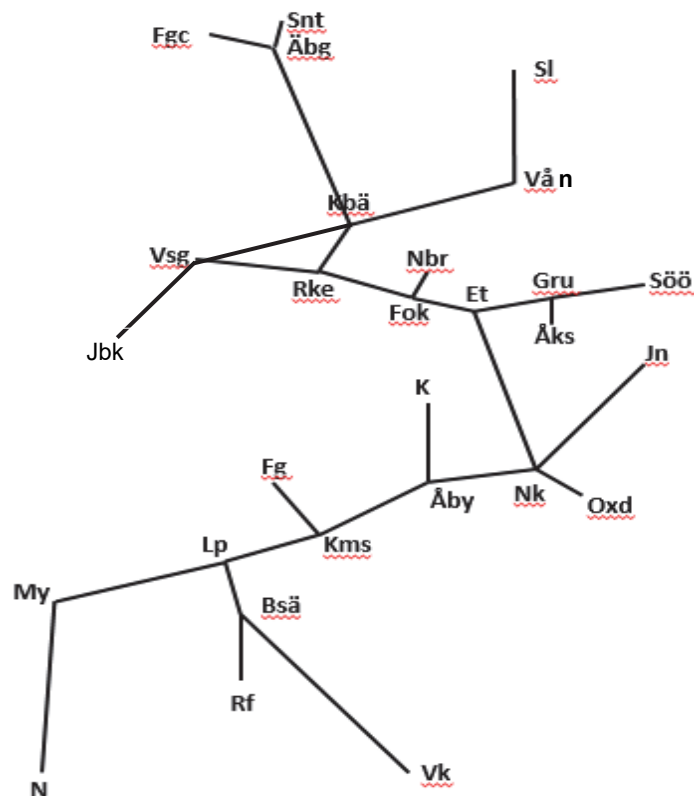 Snt
Fgc
Äbg
Sl
Vån
Kbä
Vsg
Nbr
Rke
Fok
Et
Gru
Söö
Åks
Jbk
Jn
K
Fg
Åby
Nk
Oxd
Lp
Kms
My
Bsä
Rf
Vk
N